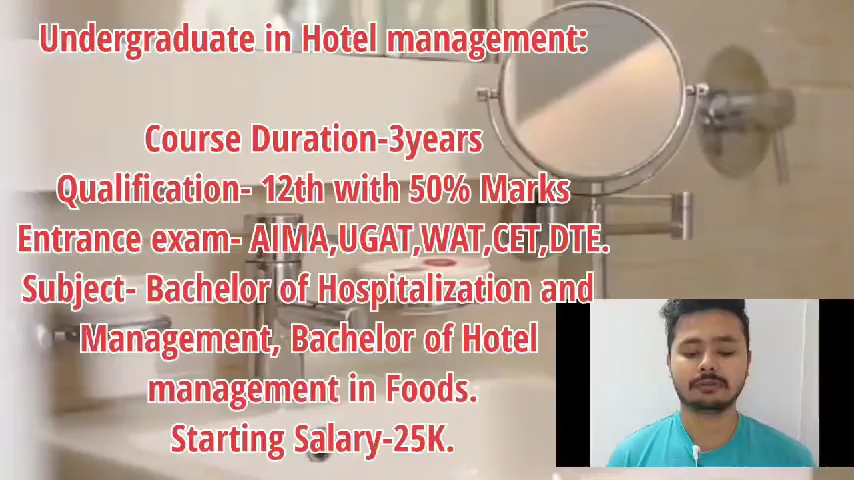 Undergraduate in Hotel management:
Course Duration-3years
Qualification- 12th with 50% Marks
Entrance exam- AIMA,UGAT,WAT,CET,DTE.
Subject- Bachelor of Hospitalization and
Management, Bachelor of Hotel
management in Foods.
Starting Salary-25K.